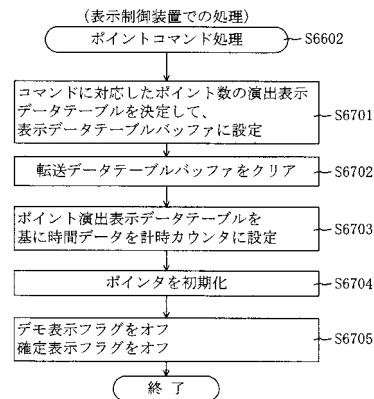 (表示制御装置での処理)
ポイントコマンド処理
S6602
コマンドに対応したポイント数の演出表示
データテーブルを決定して、
表示データテーブルバッファに設定
S6701
転送データテーブルバッファをクリア
S6702
ポイント演出表示データテーブルを
基に時間データを計時カウンタに設定
S6703
ポインタを初期化
S6704
デモ表示フラグをオフ
確定表示フラグをオフ
S6705
終了